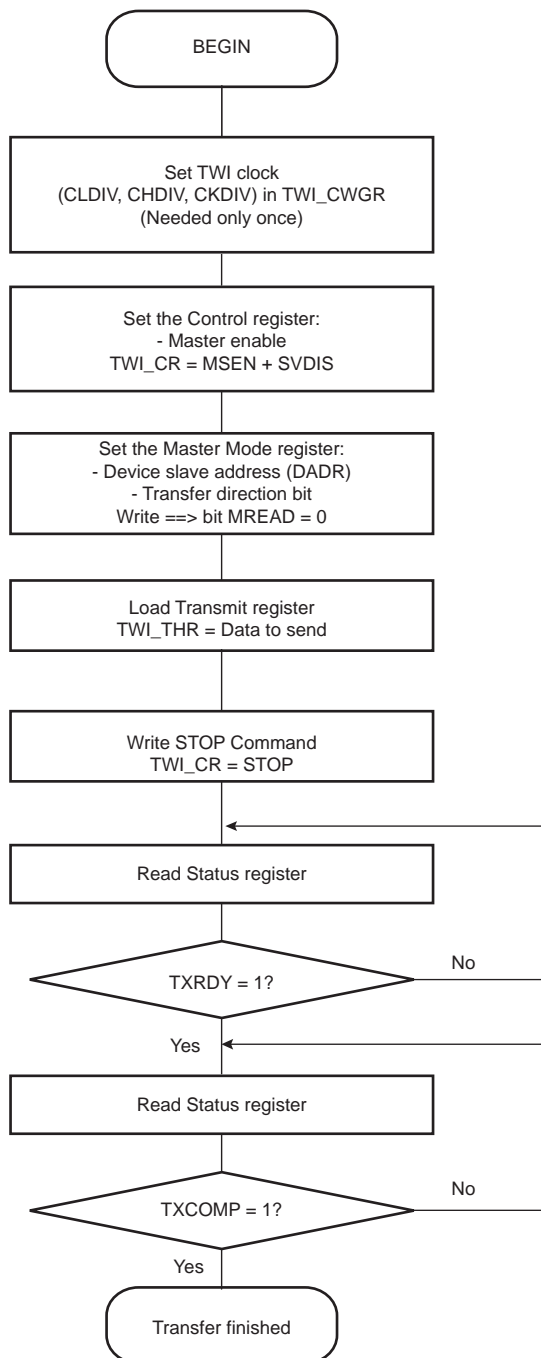 BEGIN
Set TWI clock
(CLDIV, CHDIV, CKDIV) in TWI_CWGR
(Needed only once)
Set the Control register:
- Master enable
TWI_CR = MSEN + SVDIS
Set the Master Mode register:
- Device slave address (DADR)
- Transfer direction bit
Write ==> bit MREAD = 0
Load Transmit register
TWI_THR = Data to send
Write STOP Command
TWI_CR = STOP
Read Status register
TXRDY = 1?
No
Yes
Read Status register
TXCOMP = 1?
No
Yes
Transfer finished